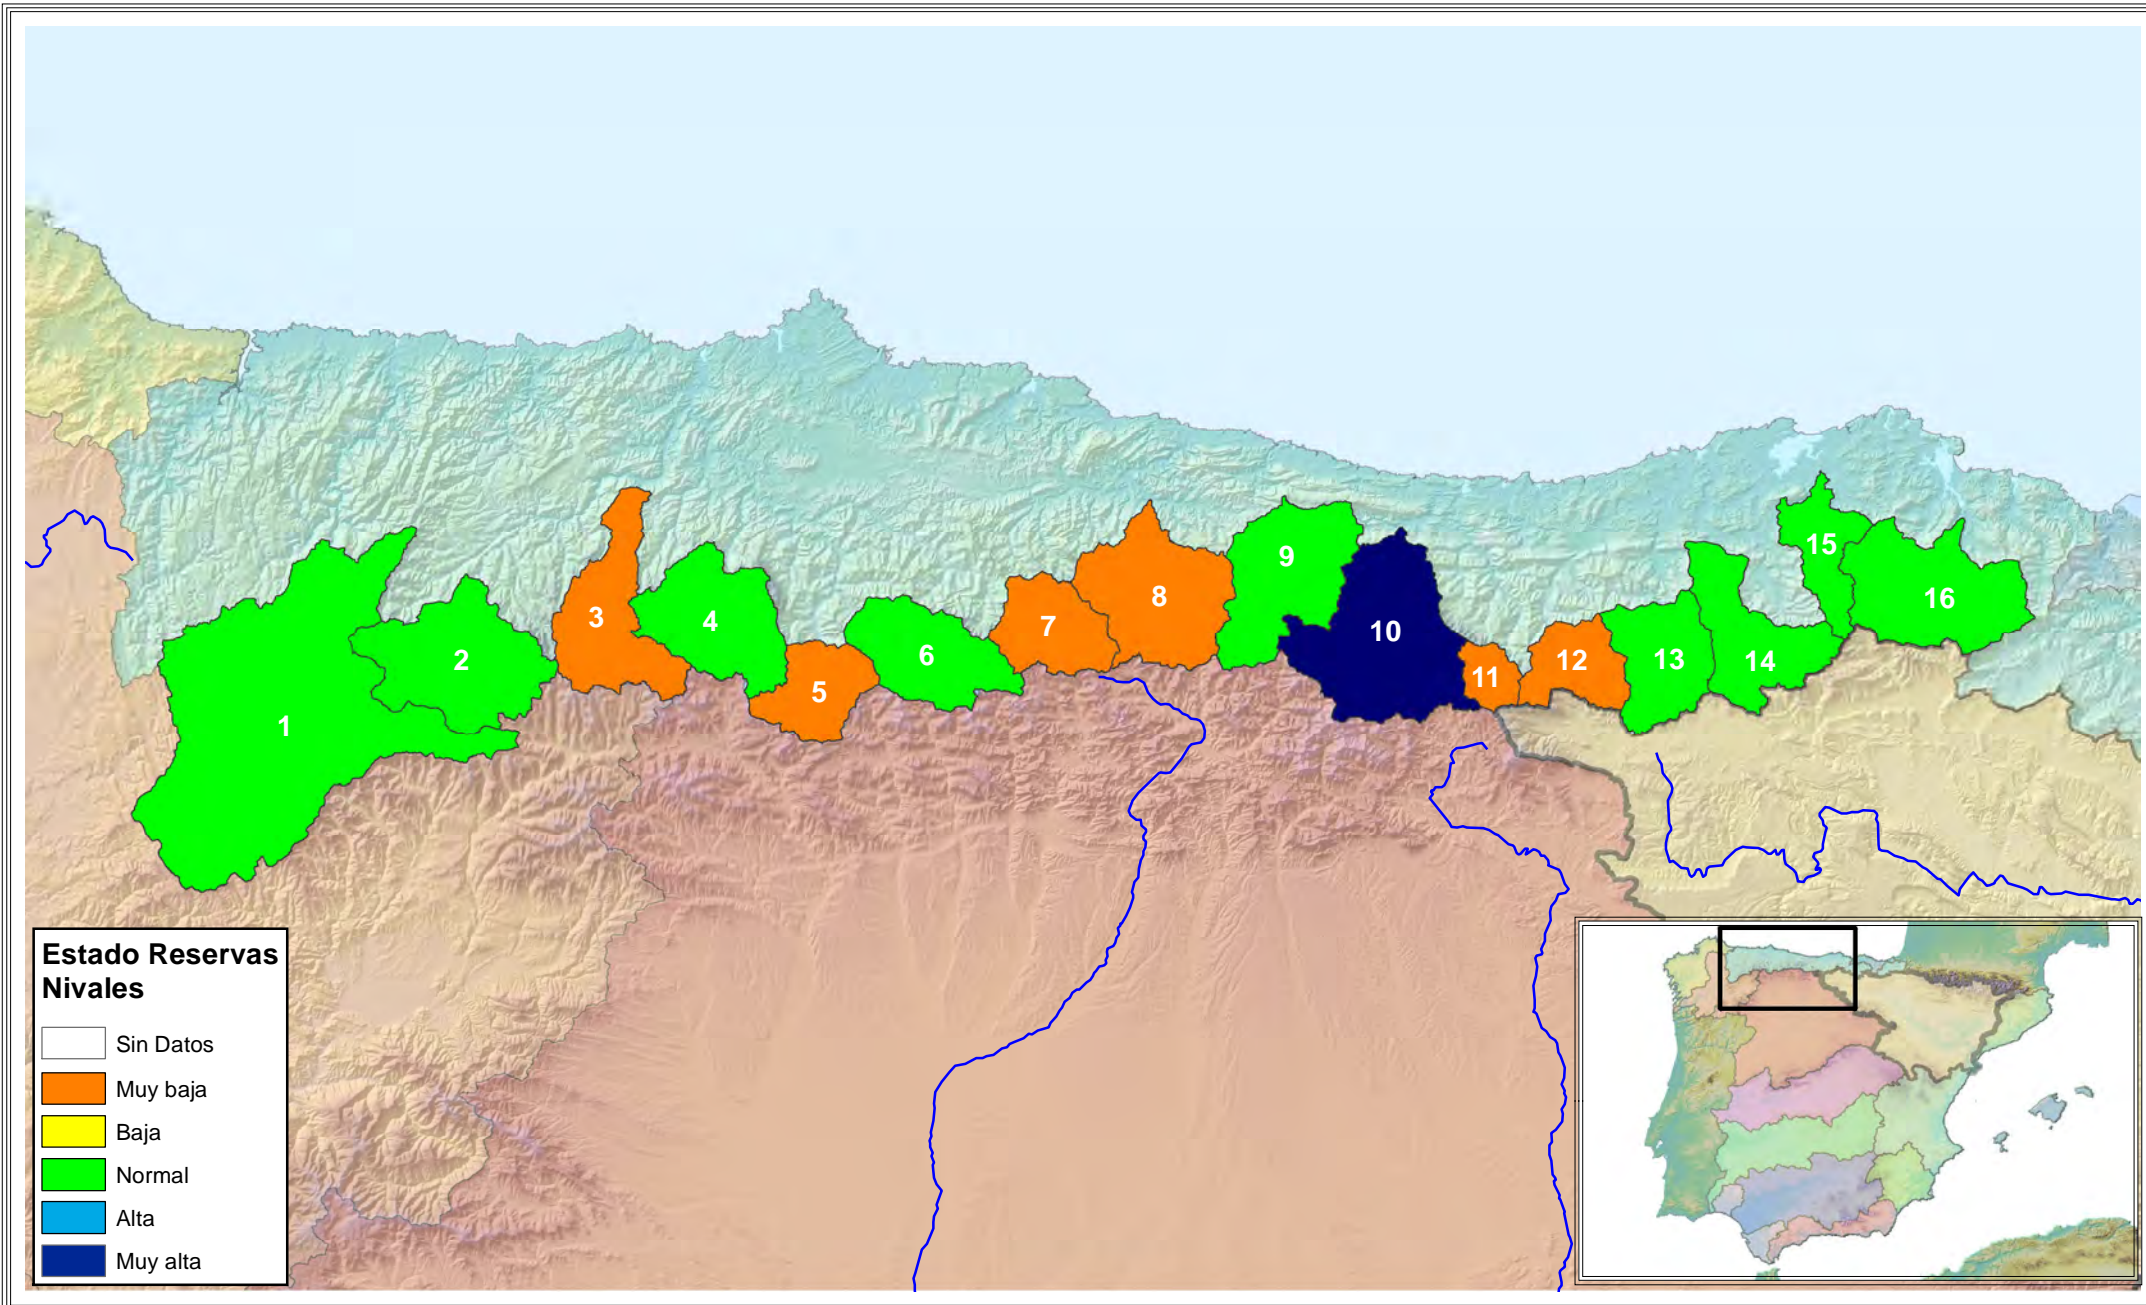 1
2
3
4
5
6
7
8
9
10
11
12
13
14
15
16
Estado Reservas
Nivales
Sin Datos
Muy baja
Baja
Normal
Alta
Muy alta